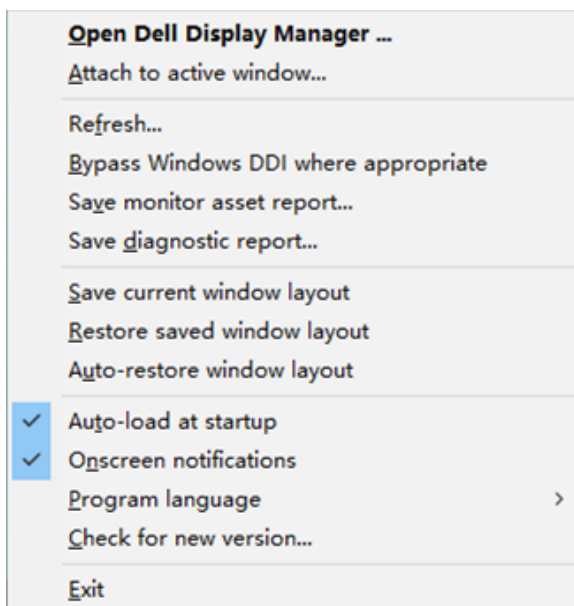 Open Dell Display Manager ...
Attach to active window...
Refresh...
Bypass Windows DDI where appropriate
Save monitor asset report...
Save diagnostic report...
Save current window layout
Restore saved window layout
Auto-restore window layout
Auto-load at startup
Onscreen notifications
Program language
Check for new version...
Exit